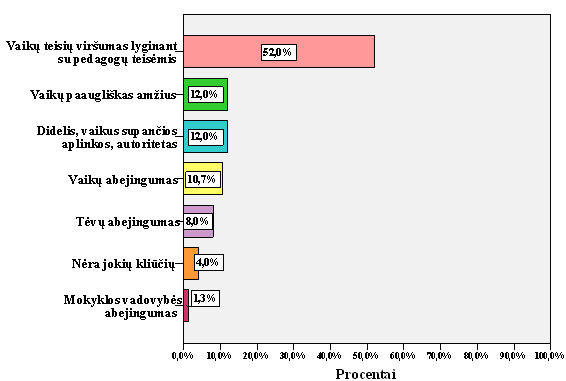 Vaikų teisių viršumas lyginant
su pedagogų teisėmis
52,0%
Vaikų paaugliškas amžius
12,0%
Didelis, vaikus supančios
aplinkos, autoritetas
12,0%
Vaikų abejingumas
10,7%
Tėvų abejingumas
8,0%
Nėra jokių kliūčių
4,0%
Mokyklos vadovybės
abejingumas
1,3%
0,0% 10,0% 20,0% 30,0% 40,0% 50,0% 60,0% 70,0% 80,0% 90,0% 100,0%
Procentai